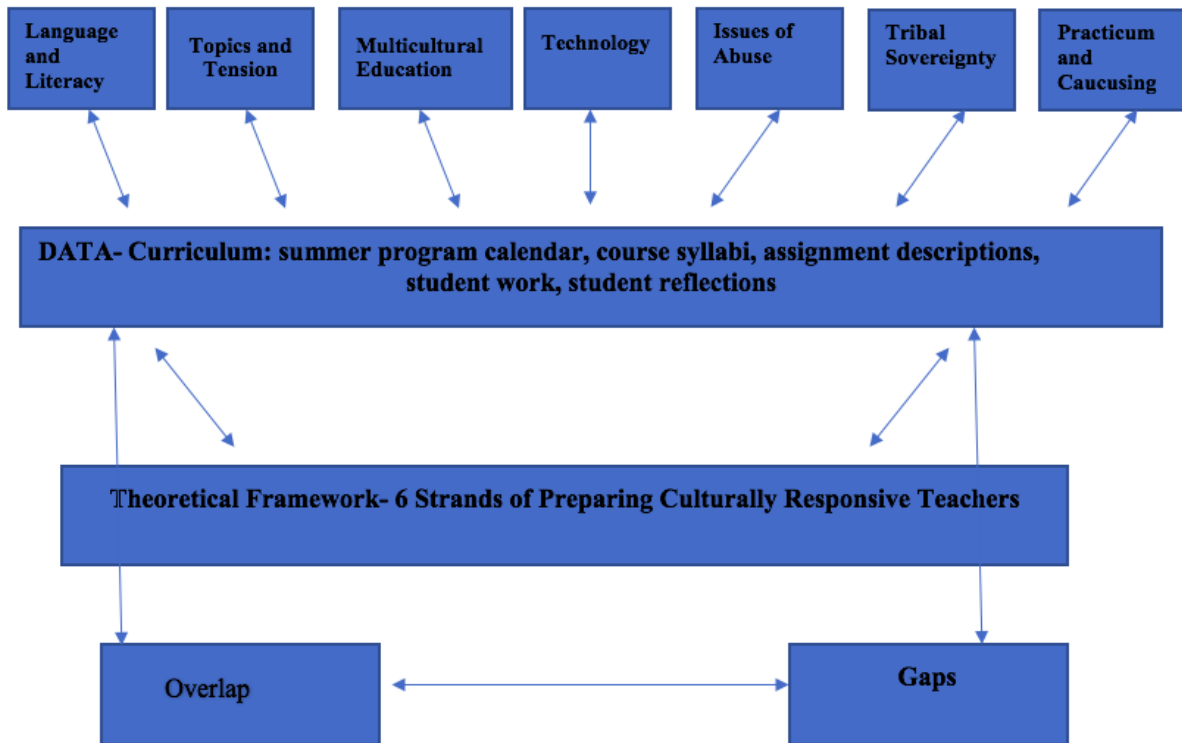 Language
and
Literacy
Topics and
Tension
Multicultural
Education
Technology
Issues of
Abuse
Tribal
Sovereignty
Practicum
and
Caucusing
DATA- Curriculum: summer program calendar, course syllabi, assignment descriptions,
student work, student reflections
Theoretical Framework- 6 Strands of Preparing Culturally Responsive Teachers
Overlap
Gaps